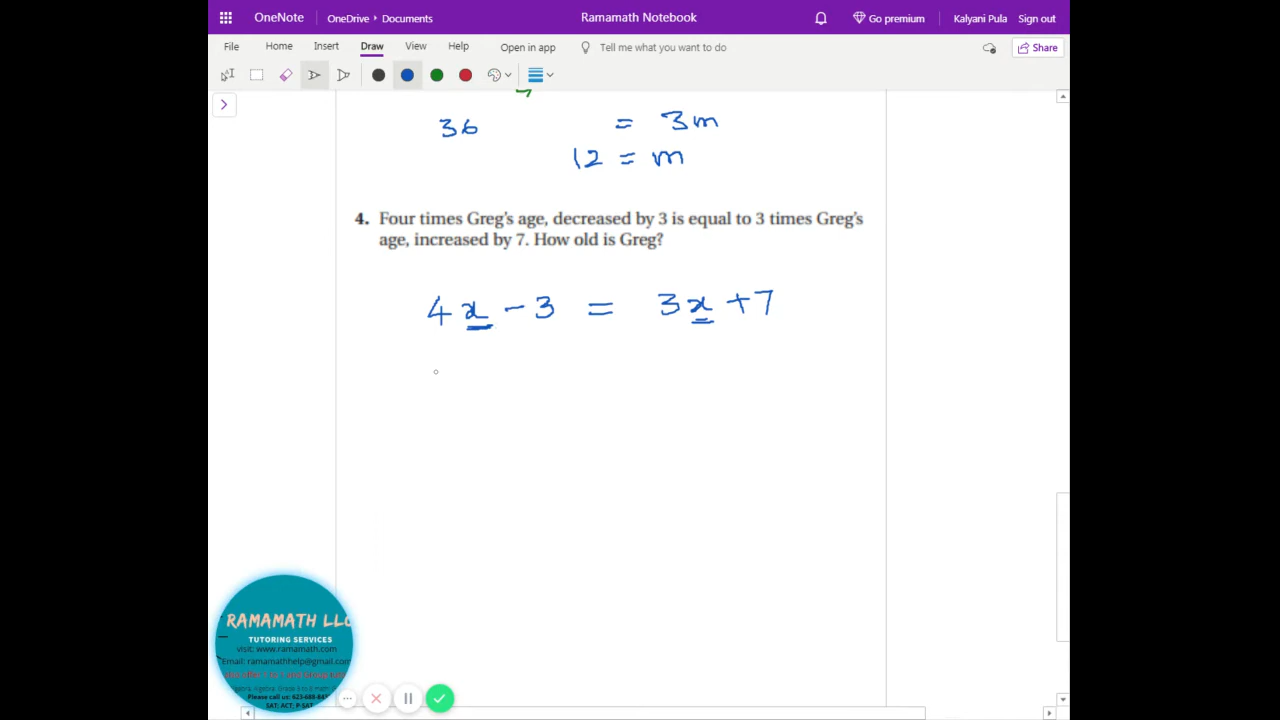 OneNote OneDrive › Documents Ramamath Notebook Go premium Kalyani Pula Sign out
File Home Insert Draw View Help Open in app Tell me what you want to do Share
36 = 3m
12 = m
4. Four times Greg's age, decreased by 3 is equal to 3 times Greg's
age, increased by 7. How old is Greg?
4x - 3 = 3x + 7
RAMAMATH LLC
TUTORING SERVICES
visit: www.ramamath.com
Email: ramamathhelp@gmail.com
SAT; ACT; P-SAT